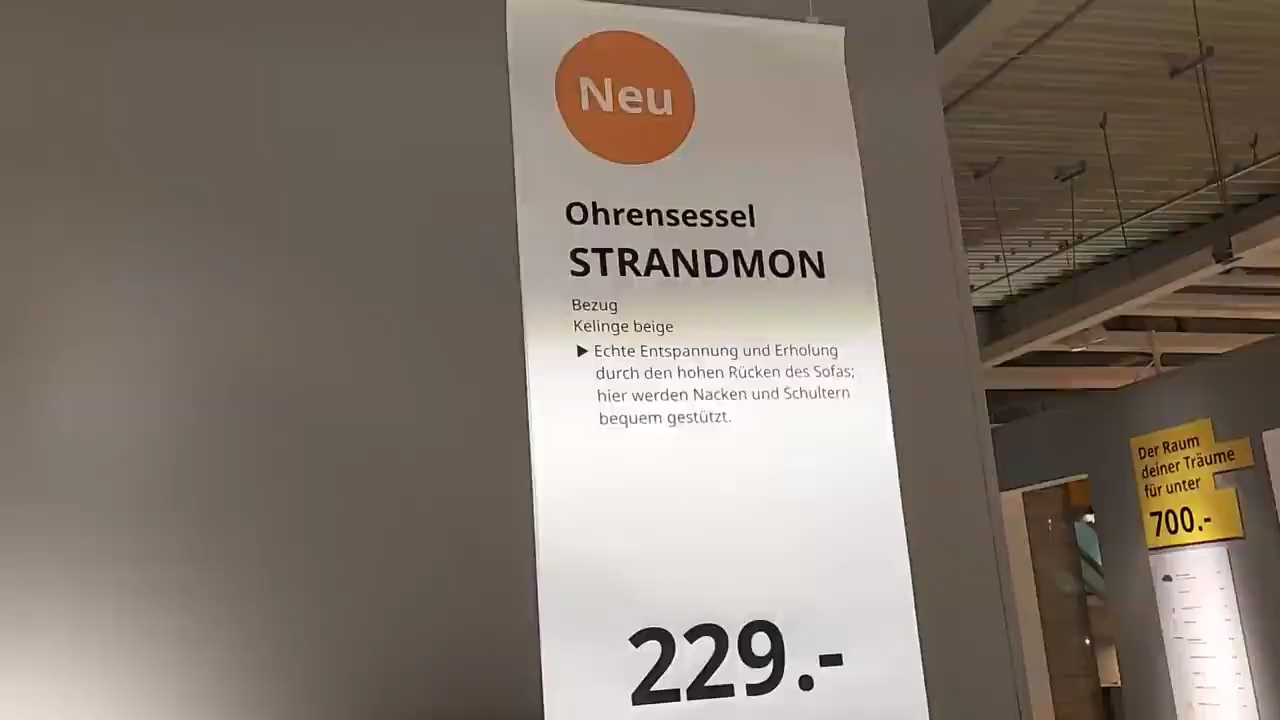 Neu
Ohrensessel
STRANDMON
Bezug
Kelinge beige
▶ Echte Entspannung und Erholung
durch den hohen Rücken des Sofas;
hier werden Nacken und Schultern
bequem gestützt.
229.-
Der Raum
deiner Träume
für unter
700.-